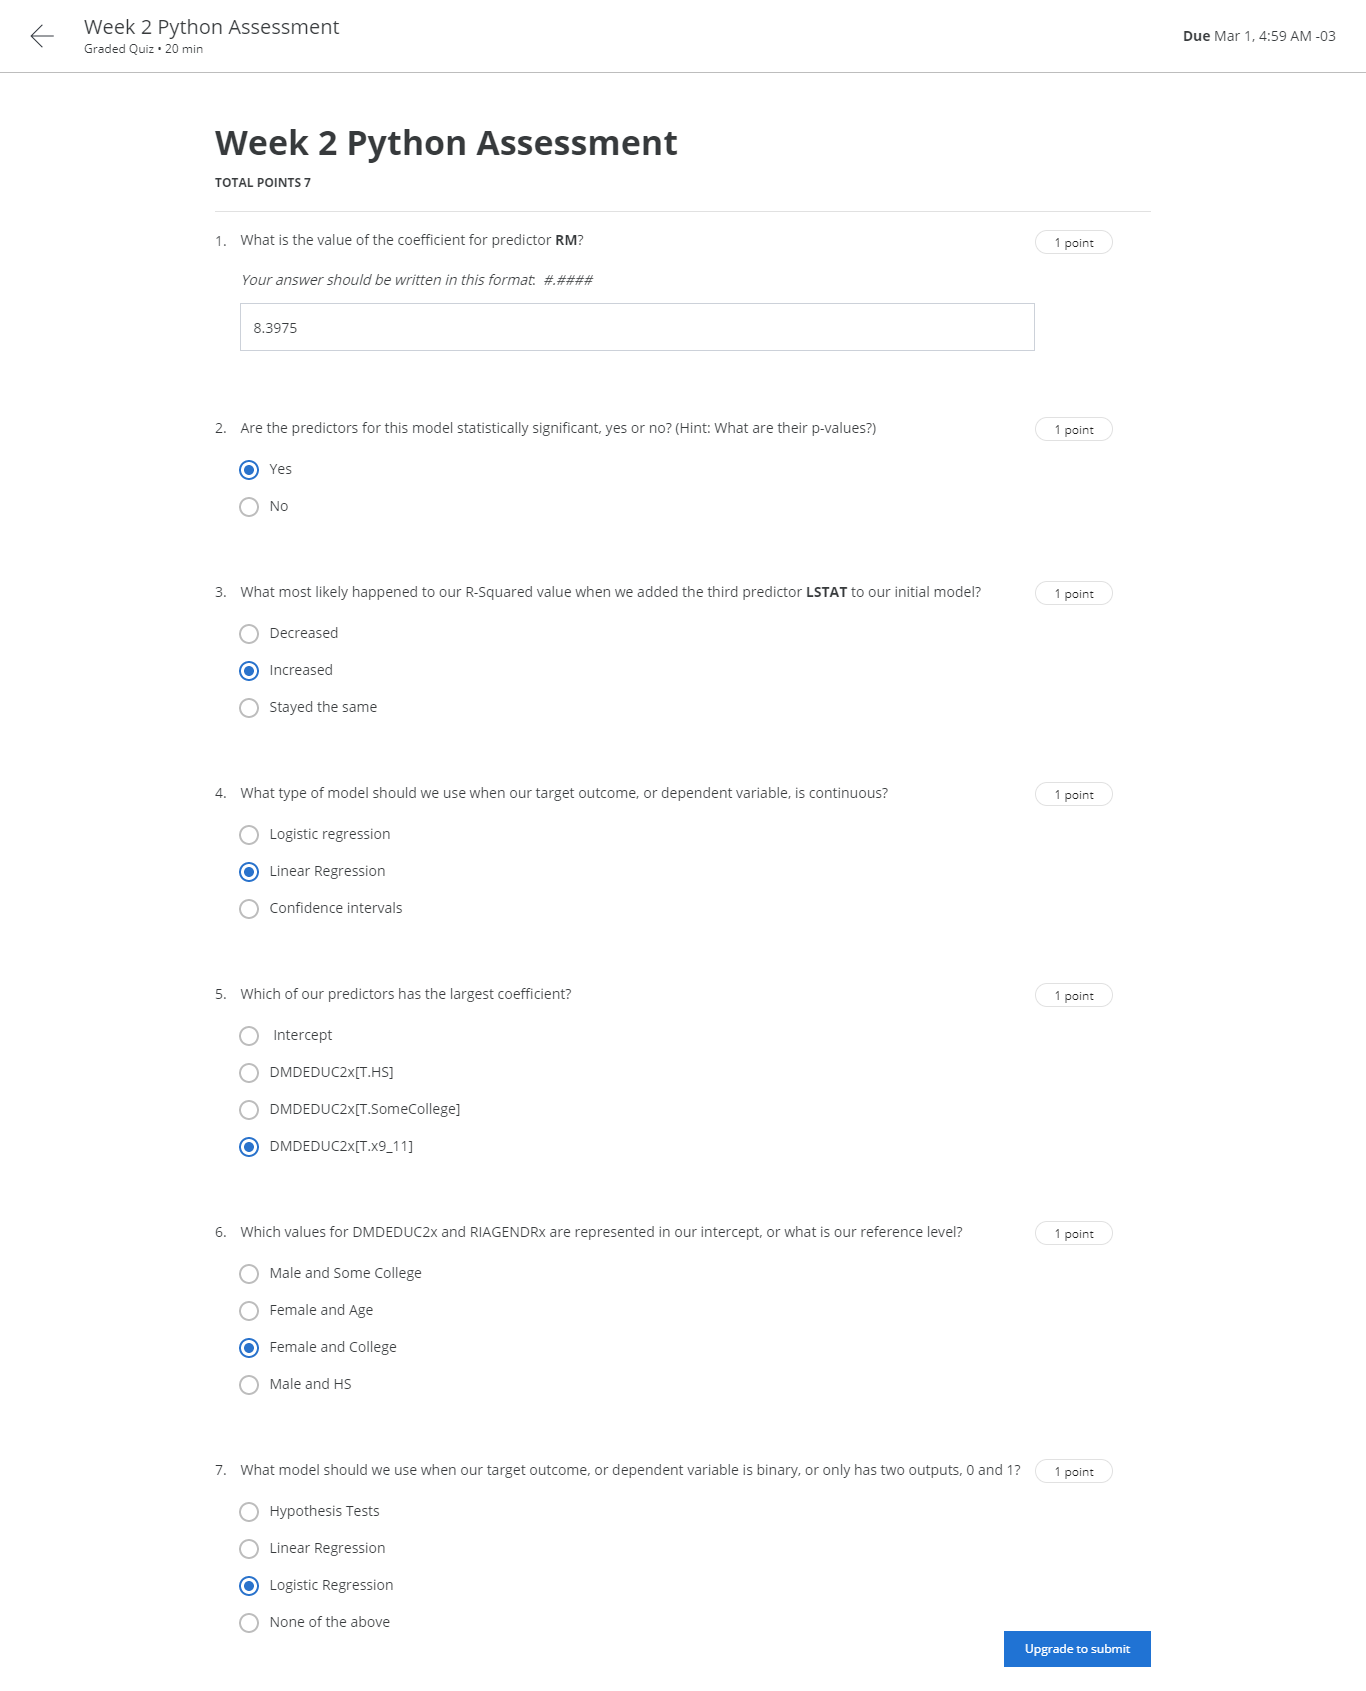 Week 2 Python Assessment
Graded Quiz • 20 min
Due Mar 1, 4:59 AM -03
Week 2 Python Assessment
TOTAL POINTS 7
1. What is the value of the coefficient for predictor RM?
1 point
Your answer should be written in this format: #.####
8.3975
2. Are the predictors for this model statistically significant, yes or no? (Hint: What are their p-values?)
1 point
Yes
No
3. What most likely happened to our R-Squared value when we added the third predictor LSTAT to our initial model?
1 point
Decreased
Increased
Stayed the same
4. What type of model should we use when our target outcome, or dependent variable, is continuous?
1 point
Logistic regression
Linear Regression
Confidence intervals
5. Which of our predictors has the largest coefficient?
1 point
Intercept
DMDEDUC2x[T.HS]
DMDEDUC2x[T.SomeCollege]
DMDEDUC2x[T.x9_11]
6. Which values for DMDEDUC2x and RIAGENDRx are represented in our intercept, or what is our reference level?
1 point
Male and Some College
Female and Age
Female and College
Male and HS
7. What model should we use when our target outcome, or dependent variable is binary, or only has two outputs, 0 and 1?
1 point
Hypothesis Tests
Linear Regression
Logistic Regression
None of the above
Upgrade to submit